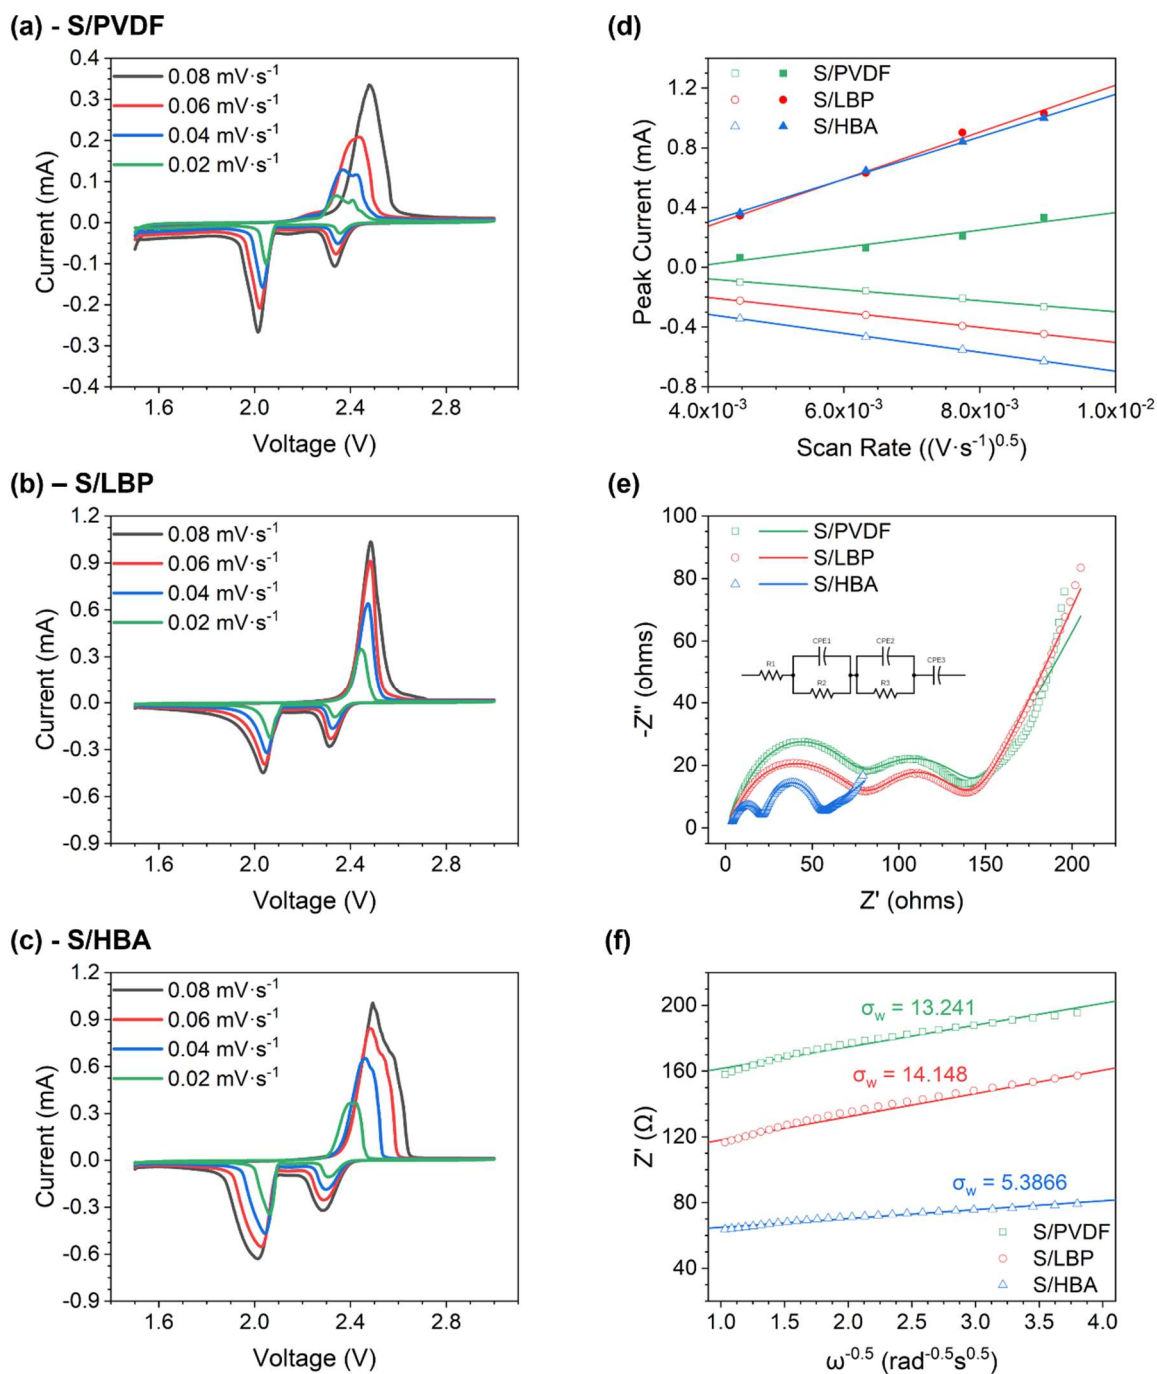 (a) - S/PVDF
0.4
0.3
0.2
0.1
0.0
-0.1
-0.2
-0.3
-0.4
Current (mA)
0.08 mV·s⁻¹
0.06 mV·s⁻¹
0.04 mV·s⁻¹
0.02 mV·s⁻¹
1.6 2.0 2.4 2.8
Voltage (V)
(d)
1.2
0.8
0.4
0.0
-0.4
-0.8
Peak Current (mA)
S/PVDF
S/LBP
S/HBA
4.0x10⁻³ 6.0x10⁻³ 8.0x10⁻³ 1.0x10⁻²
Scan Rate ((V·s⁻¹)⁰·⁵)
(b) – S/LBP
1.2
0.9
0.6
0.3
0.0
-0.3
-0.6
-0.9
Current (mA)
0.08 mV·s⁻¹
0.06 mV·s⁻¹
0.04 mV·s⁻¹
0.02 mV·s⁻¹
1.6 2.0 2.4 2.8
Voltage (V)
(e)
100
80
60
40
20
0
-Z" (ohms)
S/PVDF
S/LBP
S/HBA
CPE1 CPE2
R1 CPE3
R2 R3
0 50 100 150 200
Z' (ohms)
(c) - S/HBA
1.2
0.9
0.6
0.3
0.0
-0.3
-0.6
-0.9
Current (mA)
0.08 mV·s⁻¹
0.06 mV·s⁻¹
0.04 mV·s⁻¹
0.02 mV·s⁻¹
1.6 2.0 2.4 2.8
Voltage (V)
(f)
200
160
120
80
40
Z' (Ω)
σw = 13.241
σw = 14.148
σw = 5.3866
S/PVDF
S/LBP
S/HBA
1.0 1.5 2.0 2.5 3.0 3.5 4.0
ω⁻⁰·⁵ (rad⁻⁰·⁵s⁰·⁵)